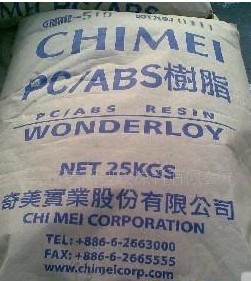 CHIMEI
PC/ABS樹脂
PC/ABS RESIN
WONDERLOY
NET 25KGS
奇美實業股份有限公司
CHI MEI CORPORATION
TEL: +886-6-2663000
FAX: +886-6-2665555
www.chimeicorp.com